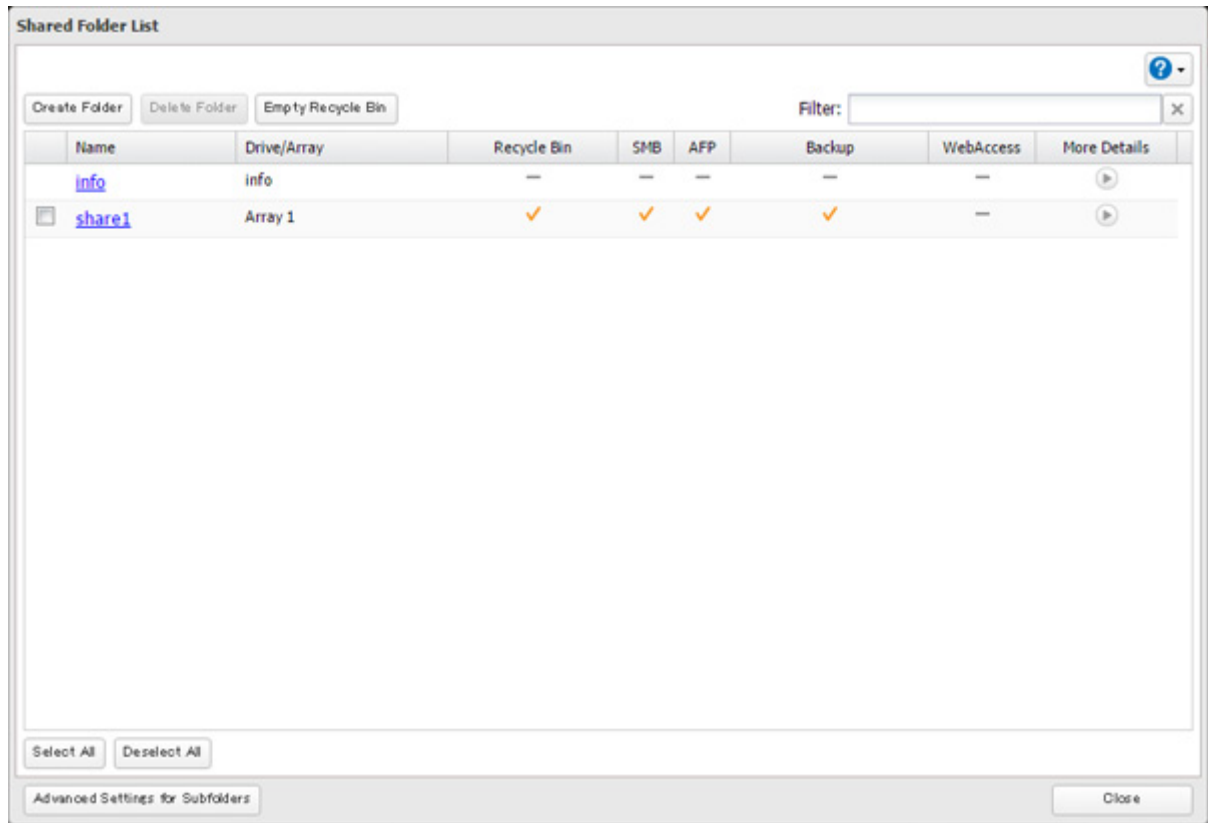 Shared Folder List
?
Create Folder Delete Folder Empty Recycle Bin Filter:
Name Drive/Array Recycle Bin SMB AFP Backup WebAccess More Details
info info
share1 Array 1
Select All Deselect All
Advanced Settings for Subfolders Close